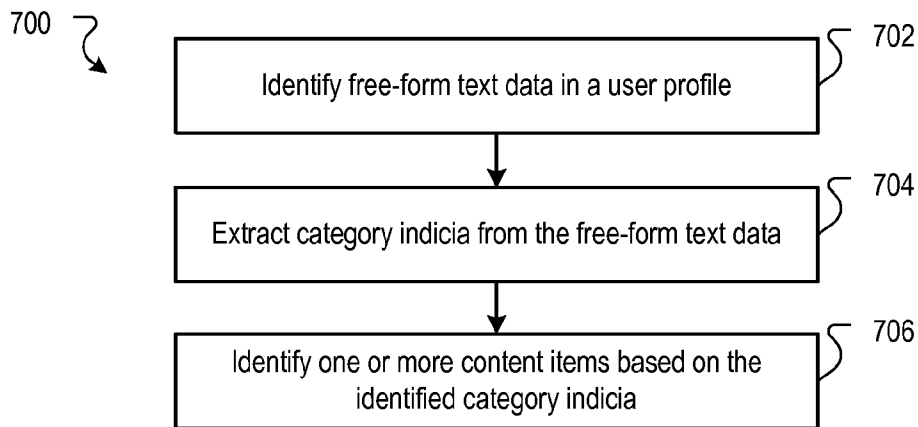 700
702
Identify free-form text data in a user profile
704
Extract category indicia from the free-form text data
706
Identify one or more content items based on the
identified category indicia